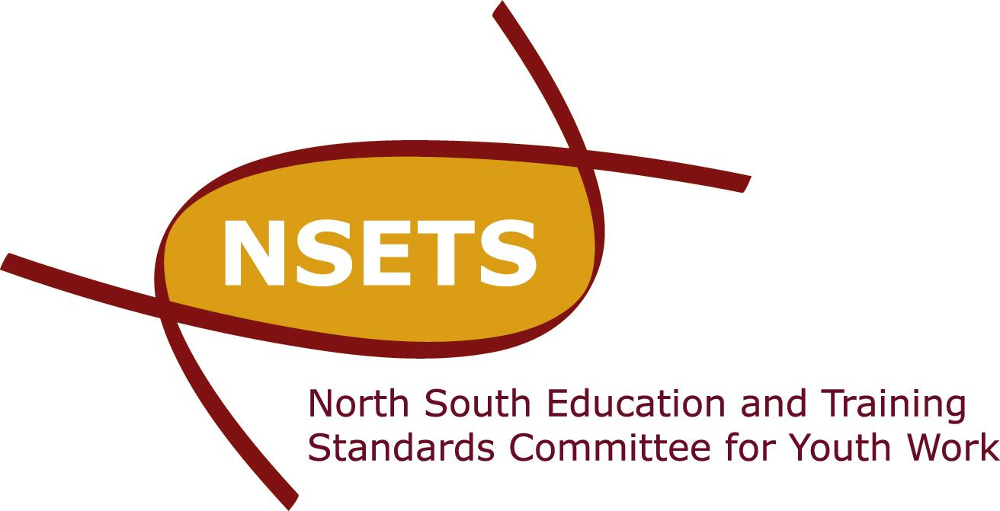 NSETS
North South Education and Training
Standards Committee for Youth Work